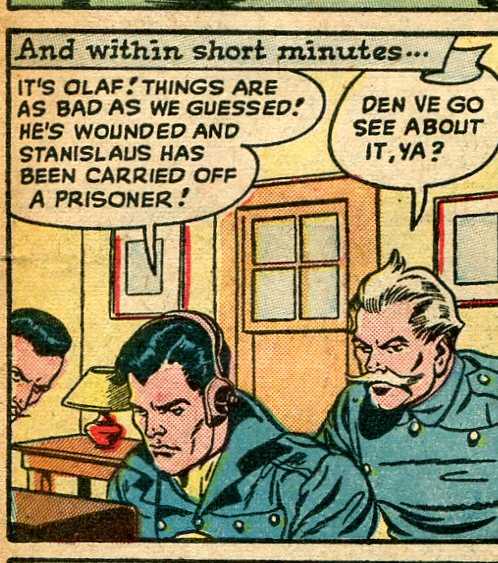 And within short minutes...
IT'S OLAF! THINGS ARE
AS BAD AS WE GUESSED!
HE'S WOUNDED AND
STANISLAUS HAS
BEEN CARRIED OFF
A PRISONER!
DEN VE GO
SEE ABOUT
IT, YA?